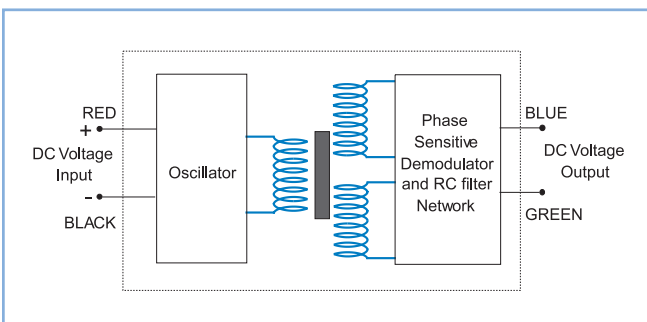 RED
+
DC Voltage
Input
-
BLACK
Oscillator
Phase
Sensitive
Demodulator
and RC filter
Network
BLUE
DC Voltage
Output
GREEN